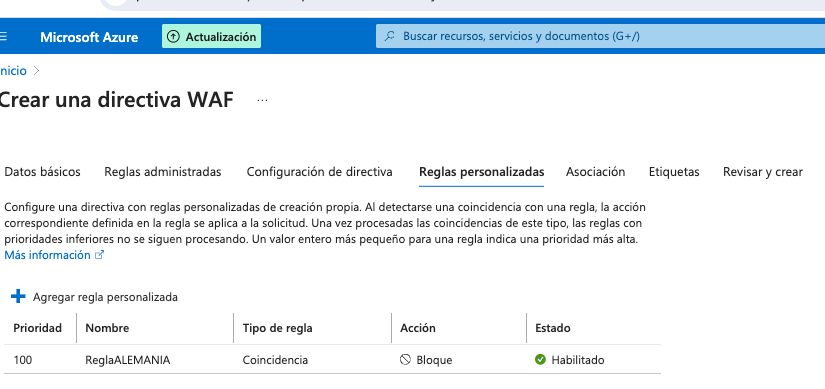 Microsoft Azure
Actualización
Buscar recursos, servicios y documentos (G+/)
nicio
Crear una directiva WAF ...
Datos básicos Reglas administradas Configuración de directiva Reglas personalizadas Asociación Etiquetas Revisar y crear
Configure una directiva con reglas personalizadas de creación propia. Al detectarse una coincidencia con una regla, la acción
correspondiente definida en la regla se aplica a la solicitud. Una vez procesadas las coincidencias de este tipo, las reglas con
prioridades inferiores no se siguen procesando. Un valor entero más pequeño para una regla indica una prioridad más alta.
Más información
Agregar regla personalizada
Prioridad Nombre Tipo de regla Acción Estado
100 ReglaALEMANIA Coincidencia Bloque Habilitado